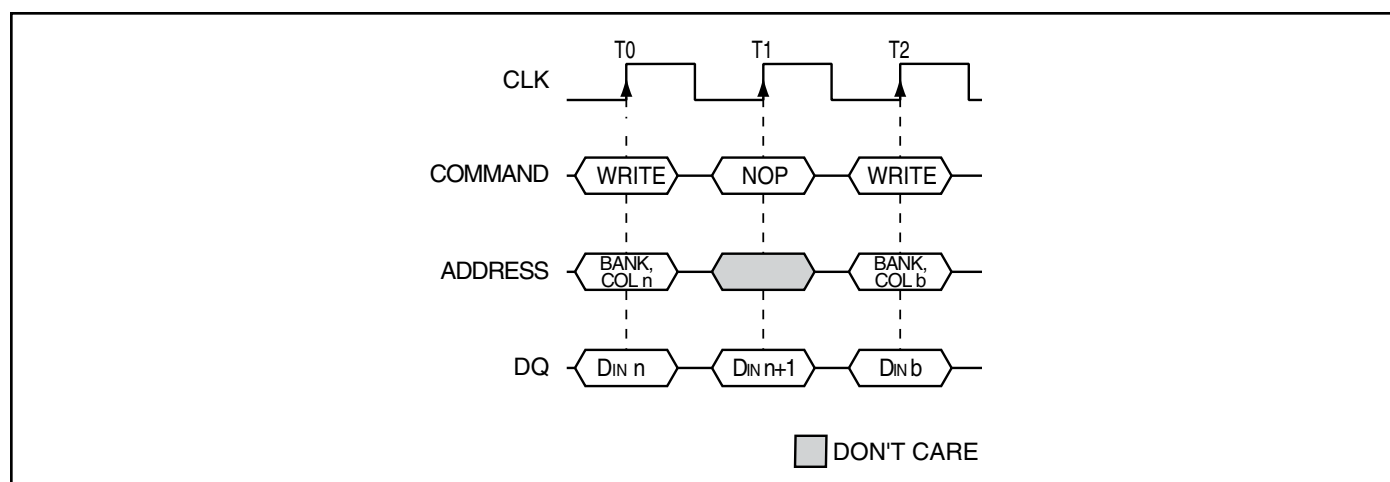 T0 T1 T2
CLK
COMMAND WRITE NOP WRITE
ADDRESS BANK, COL n BANK, COL b
DQ DIN n DIN n+1 DIN b
DON'T CARE